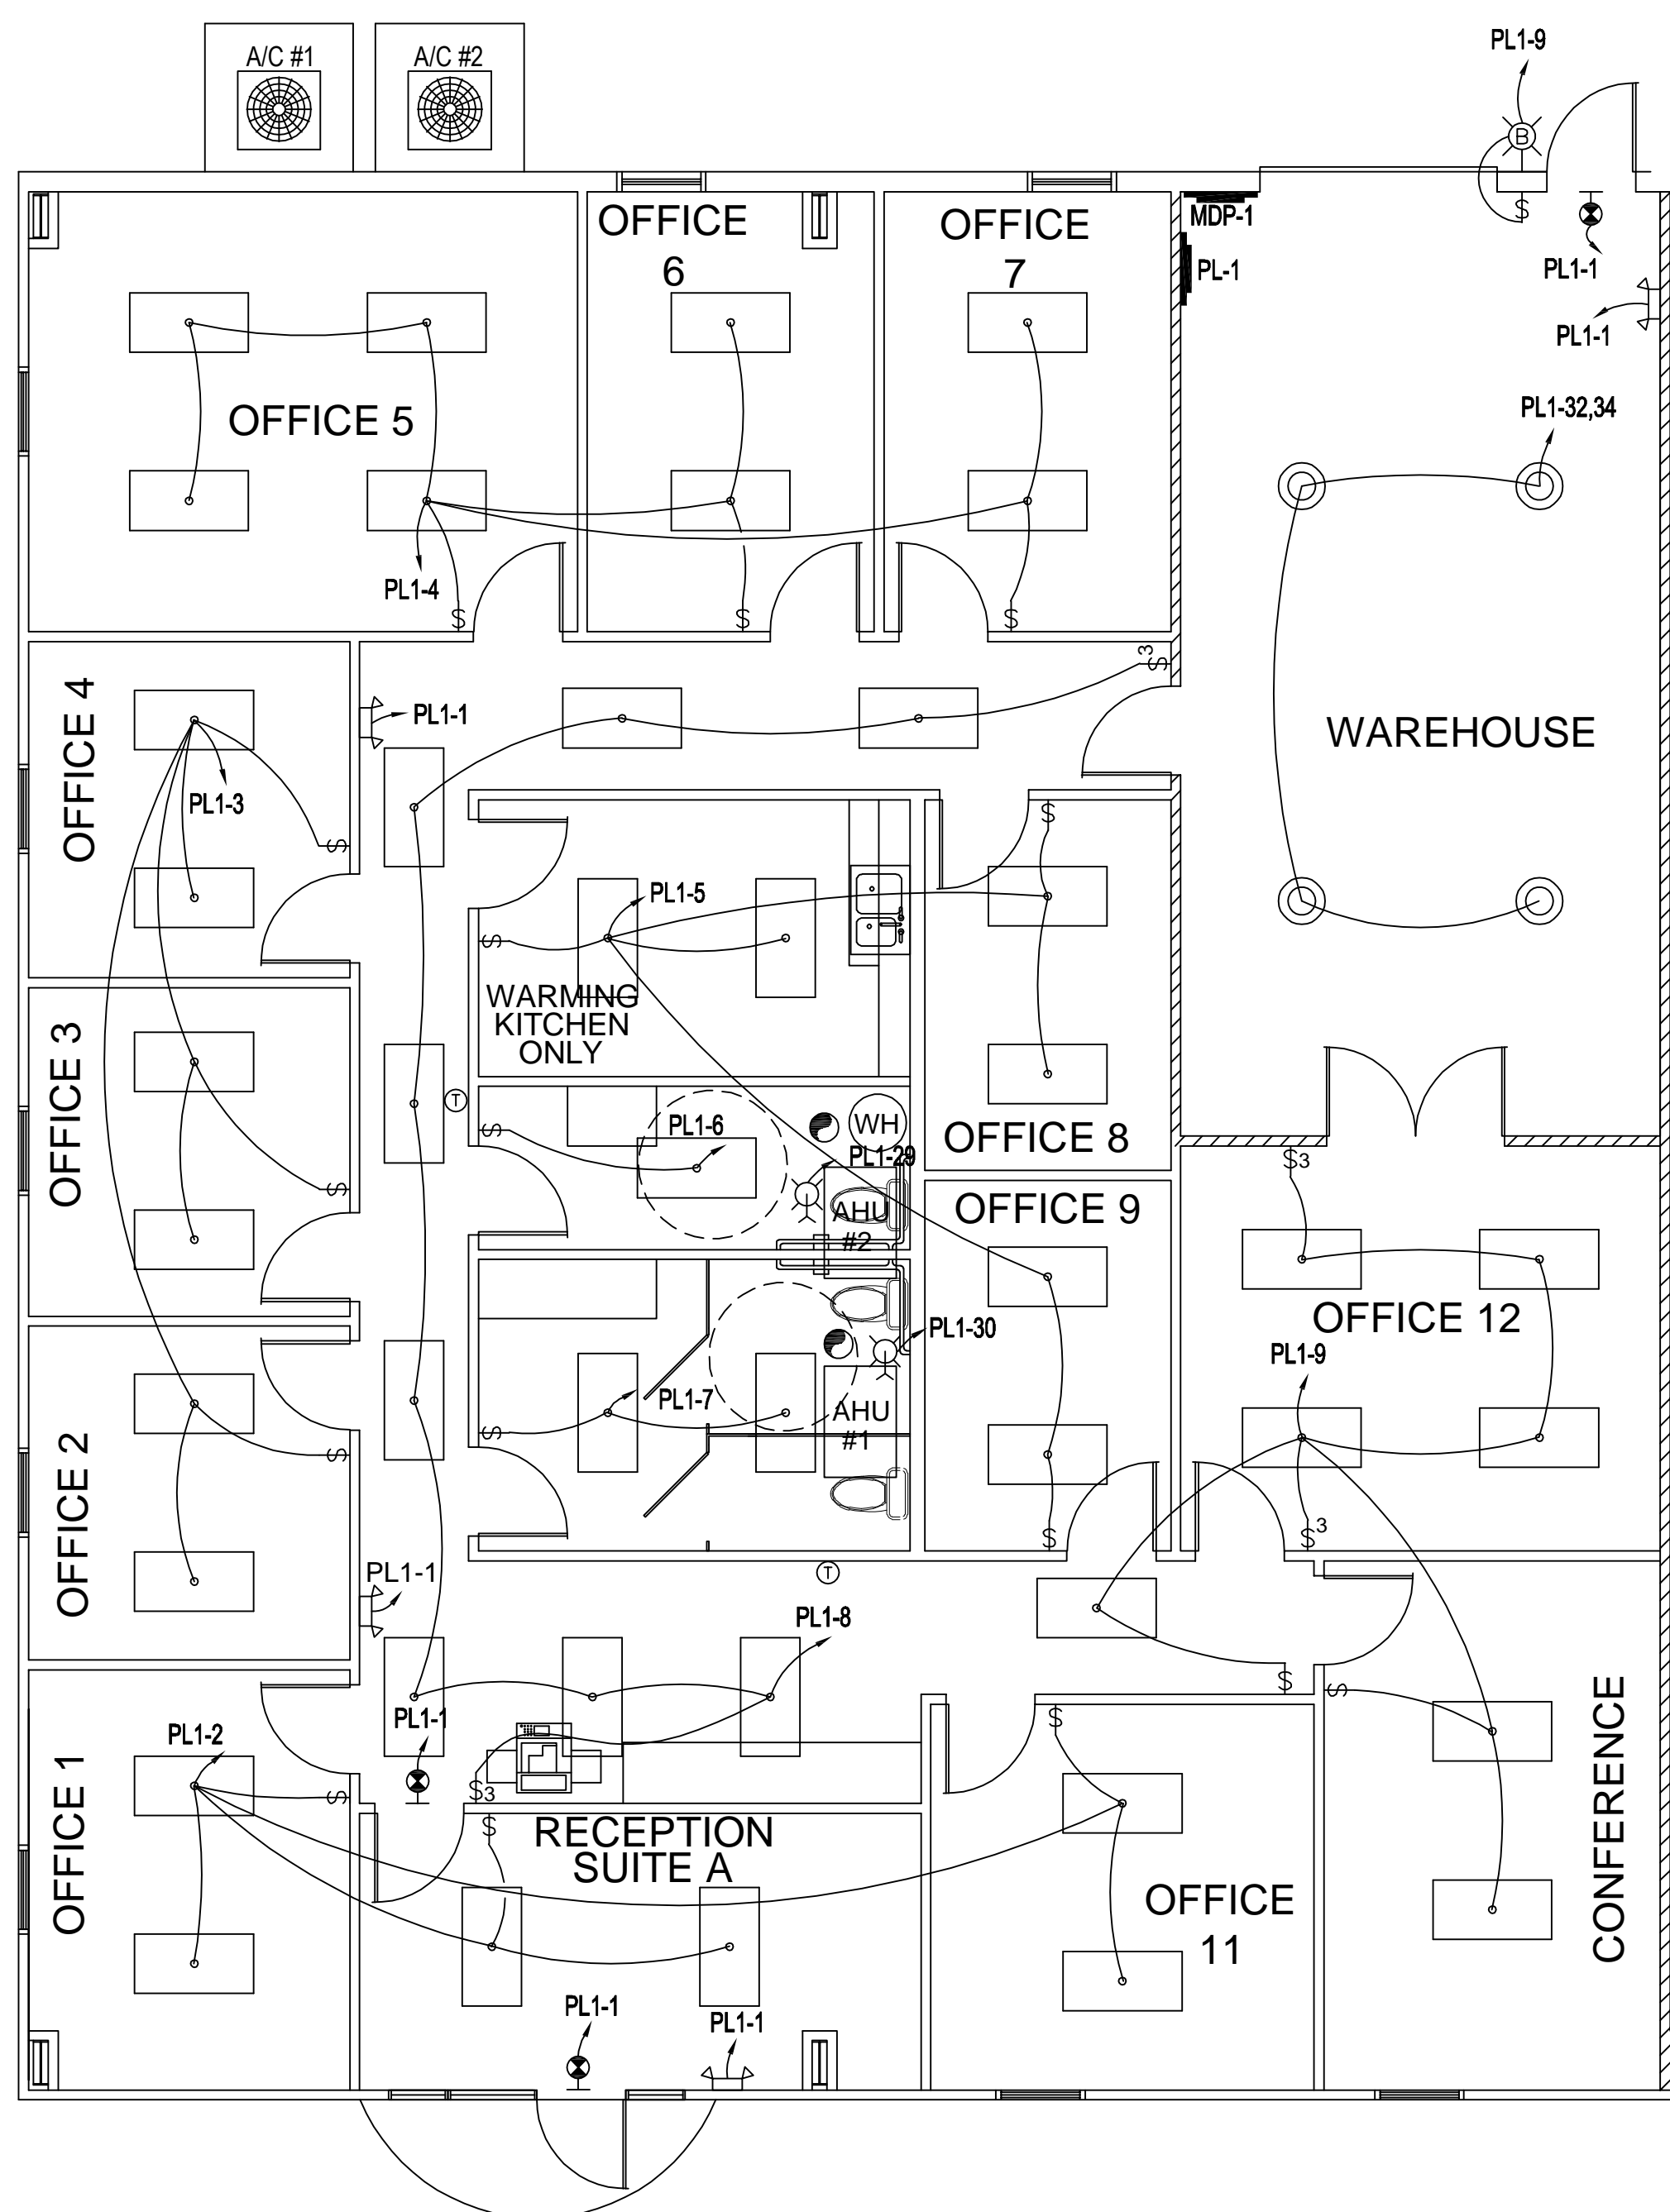 PL1-9
A/C #1
A/C #2
B
OFFICE
6
OFFICE
7
MDP-1
$
PL1-1
PL-1
PL1-1
PL1-32,34
OFFICE 5
PL1-4
$
$
$
$3
OFFICE 4
PL1-1
WAREHOUSE
PL1-3
$
$
PL1-5
$
WARMING
KITCHEN
ONLY
OFFICE 3
T
$
PL1-6
WH
OFFICE 8
PL1-29
$3
$
AHU
#2
OFFICE 9
OFFICE 12
PL1-30
PL1-9
PL1-7
AHU
#1
$
OFFICE 2
$
$
$3
PL1-1
T
PL1-8
$
$
PL1-1
$
PL1-2
OFFICE 1
$
$3
$
RECEPTION
SUITE A
OFFICE
11
CONFERENCE
PL1-1
PL1-1